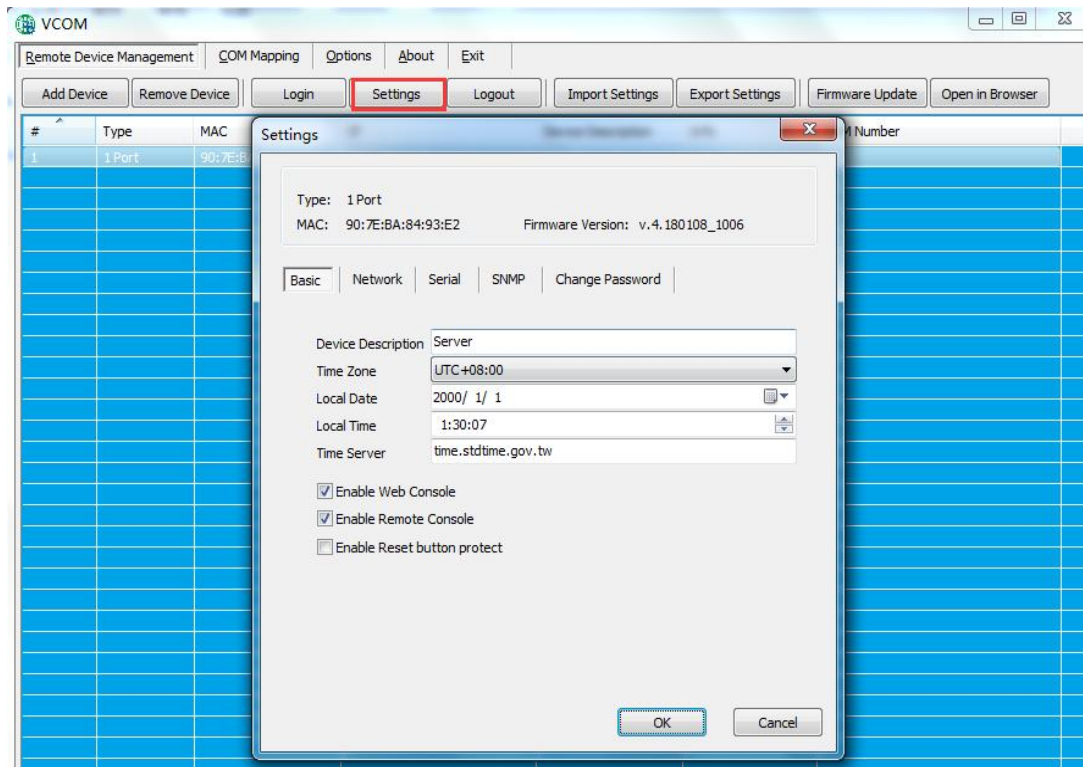 VCOM
Remote Device Management COM Mapping Options About Exit
Add Device Remove Device Login Settings Logout Import Settings Export Settings Firmware Update Open in Browser
# Type MAC Number
1 1 Port 90:7E:B
Settings
Type: 1 Port
MAC: 90:7E:BA:84:93:E2 Firmware Version: v.4.180108_1006
Basic Network Serial SNMP Change Password
Device Description Server
Time Zone UTC+08:00
Local Date 2000/ 1/ 1
Local Time 1:30:07
Time Server time.stdtime.gov.tw
Enable Web Console
Enable Remote Console
Enable Reset button protect
OK Cancel